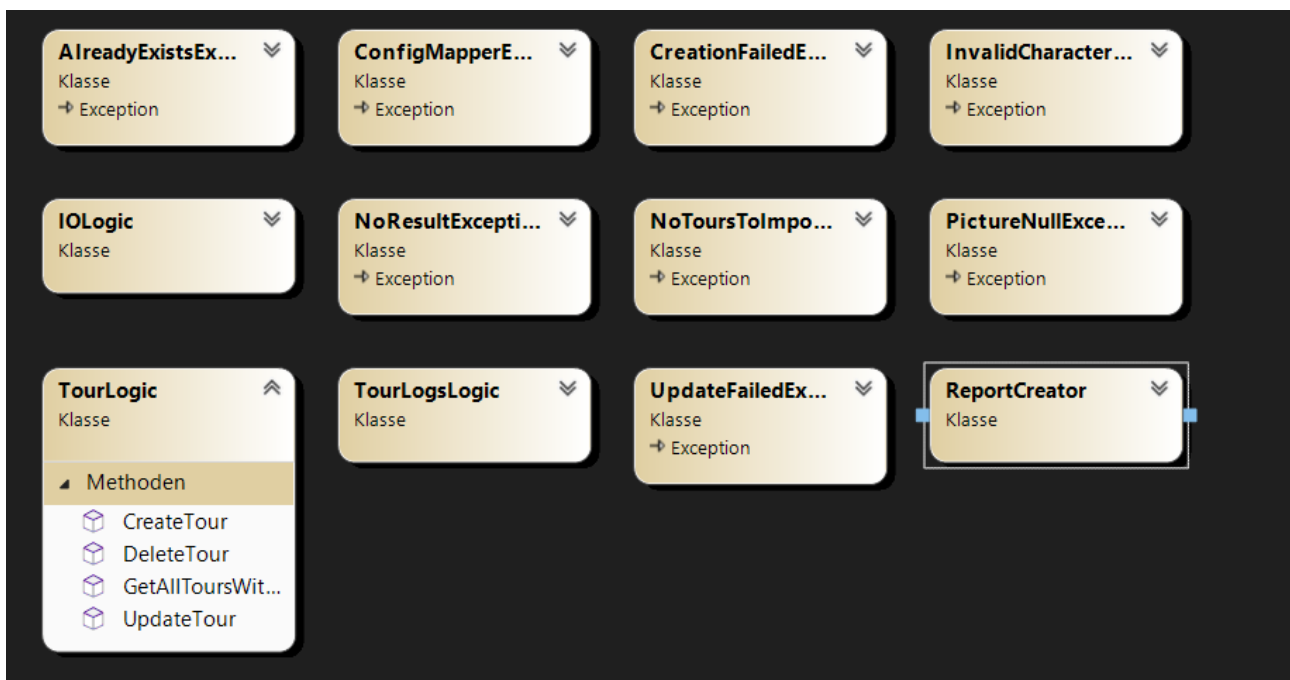 AlreadyExistsEx...
Klasse
Exception
ConfigMapperE...
Klasse
Exception
CreationFailedE...
Klasse
Exception
InvalidCharacter...
Klasse
Exception
IOLogic
Klasse
NoResultExcepti...
Klasse
Exception
NoToursToImpo...
Klasse
Exception
PictureNullExce...
Klasse
Exception
TourLogic
Klasse
Methoden
CreateTour
DeleteTour
GetAllToursWit...
UpdateTour
TourLogsLogic
Klasse
UpdateFailedEx...
Klasse
Exception
ReportCreator
Klasse